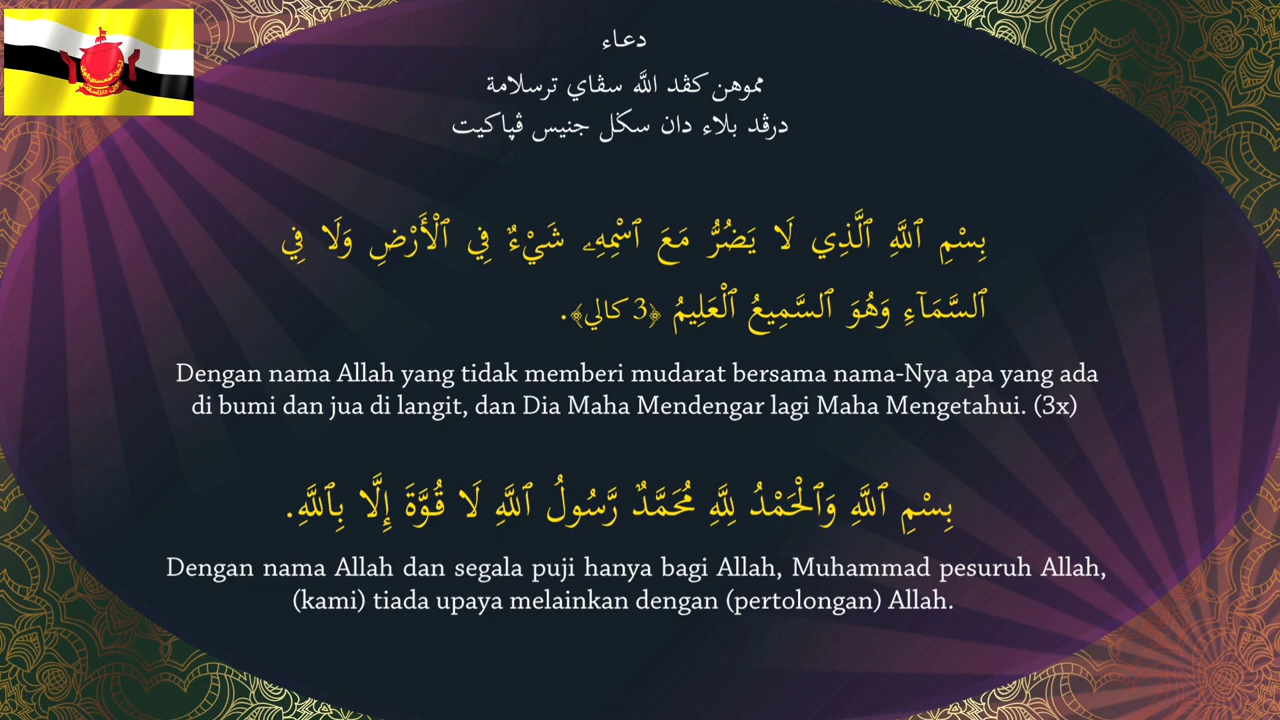 دعاء
مموهن کڤد الله سڤاي ترسلامة
درڤد بلاء دان سݢل جنيس ڤپاکيت
بِسْمِ ٱللَّهِ ٱلَّذِي لَا يَضُرُّ مَعَ ٱسْمِهِۦ شَيْءٌ فِي ٱلْأَرْضِ وَلَا فِي
ٱلسَّمَآءِ وَهُوَ ٱلسَّمِيعُ ٱلْعَلِيمُ ﴿3 کالي﴾.
Dengan nama Allah yang tidak memberi mudarat bersama nama-Nya apa yang ada
di bumi dan jua di langit, dan Dia Maha Mendengar lagi Maha Mengetahui. (3x)
بِسْمِ ٱللَّهِ وَٱلْحَمْدُ لِلَّهِ مُحَمَّدٌ رَّسُولُ ٱللَّهِ لَا قُوَّةَ إِلَّا بِٱللَّهِ.
Dengan nama Allah dan segala puji hanya bagi Allah, Muhammad pesuruh Allah,
(kami) tiada upaya melainkan dengan (pertolongan) Allah.